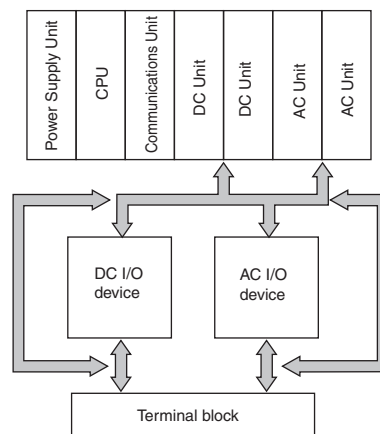 Power Supply Unit
CPU
Communications Unit
DC Unit
DC Unit
AC Unit
AC Unit
DC I/O
device
AC I/O
device
Terminal block